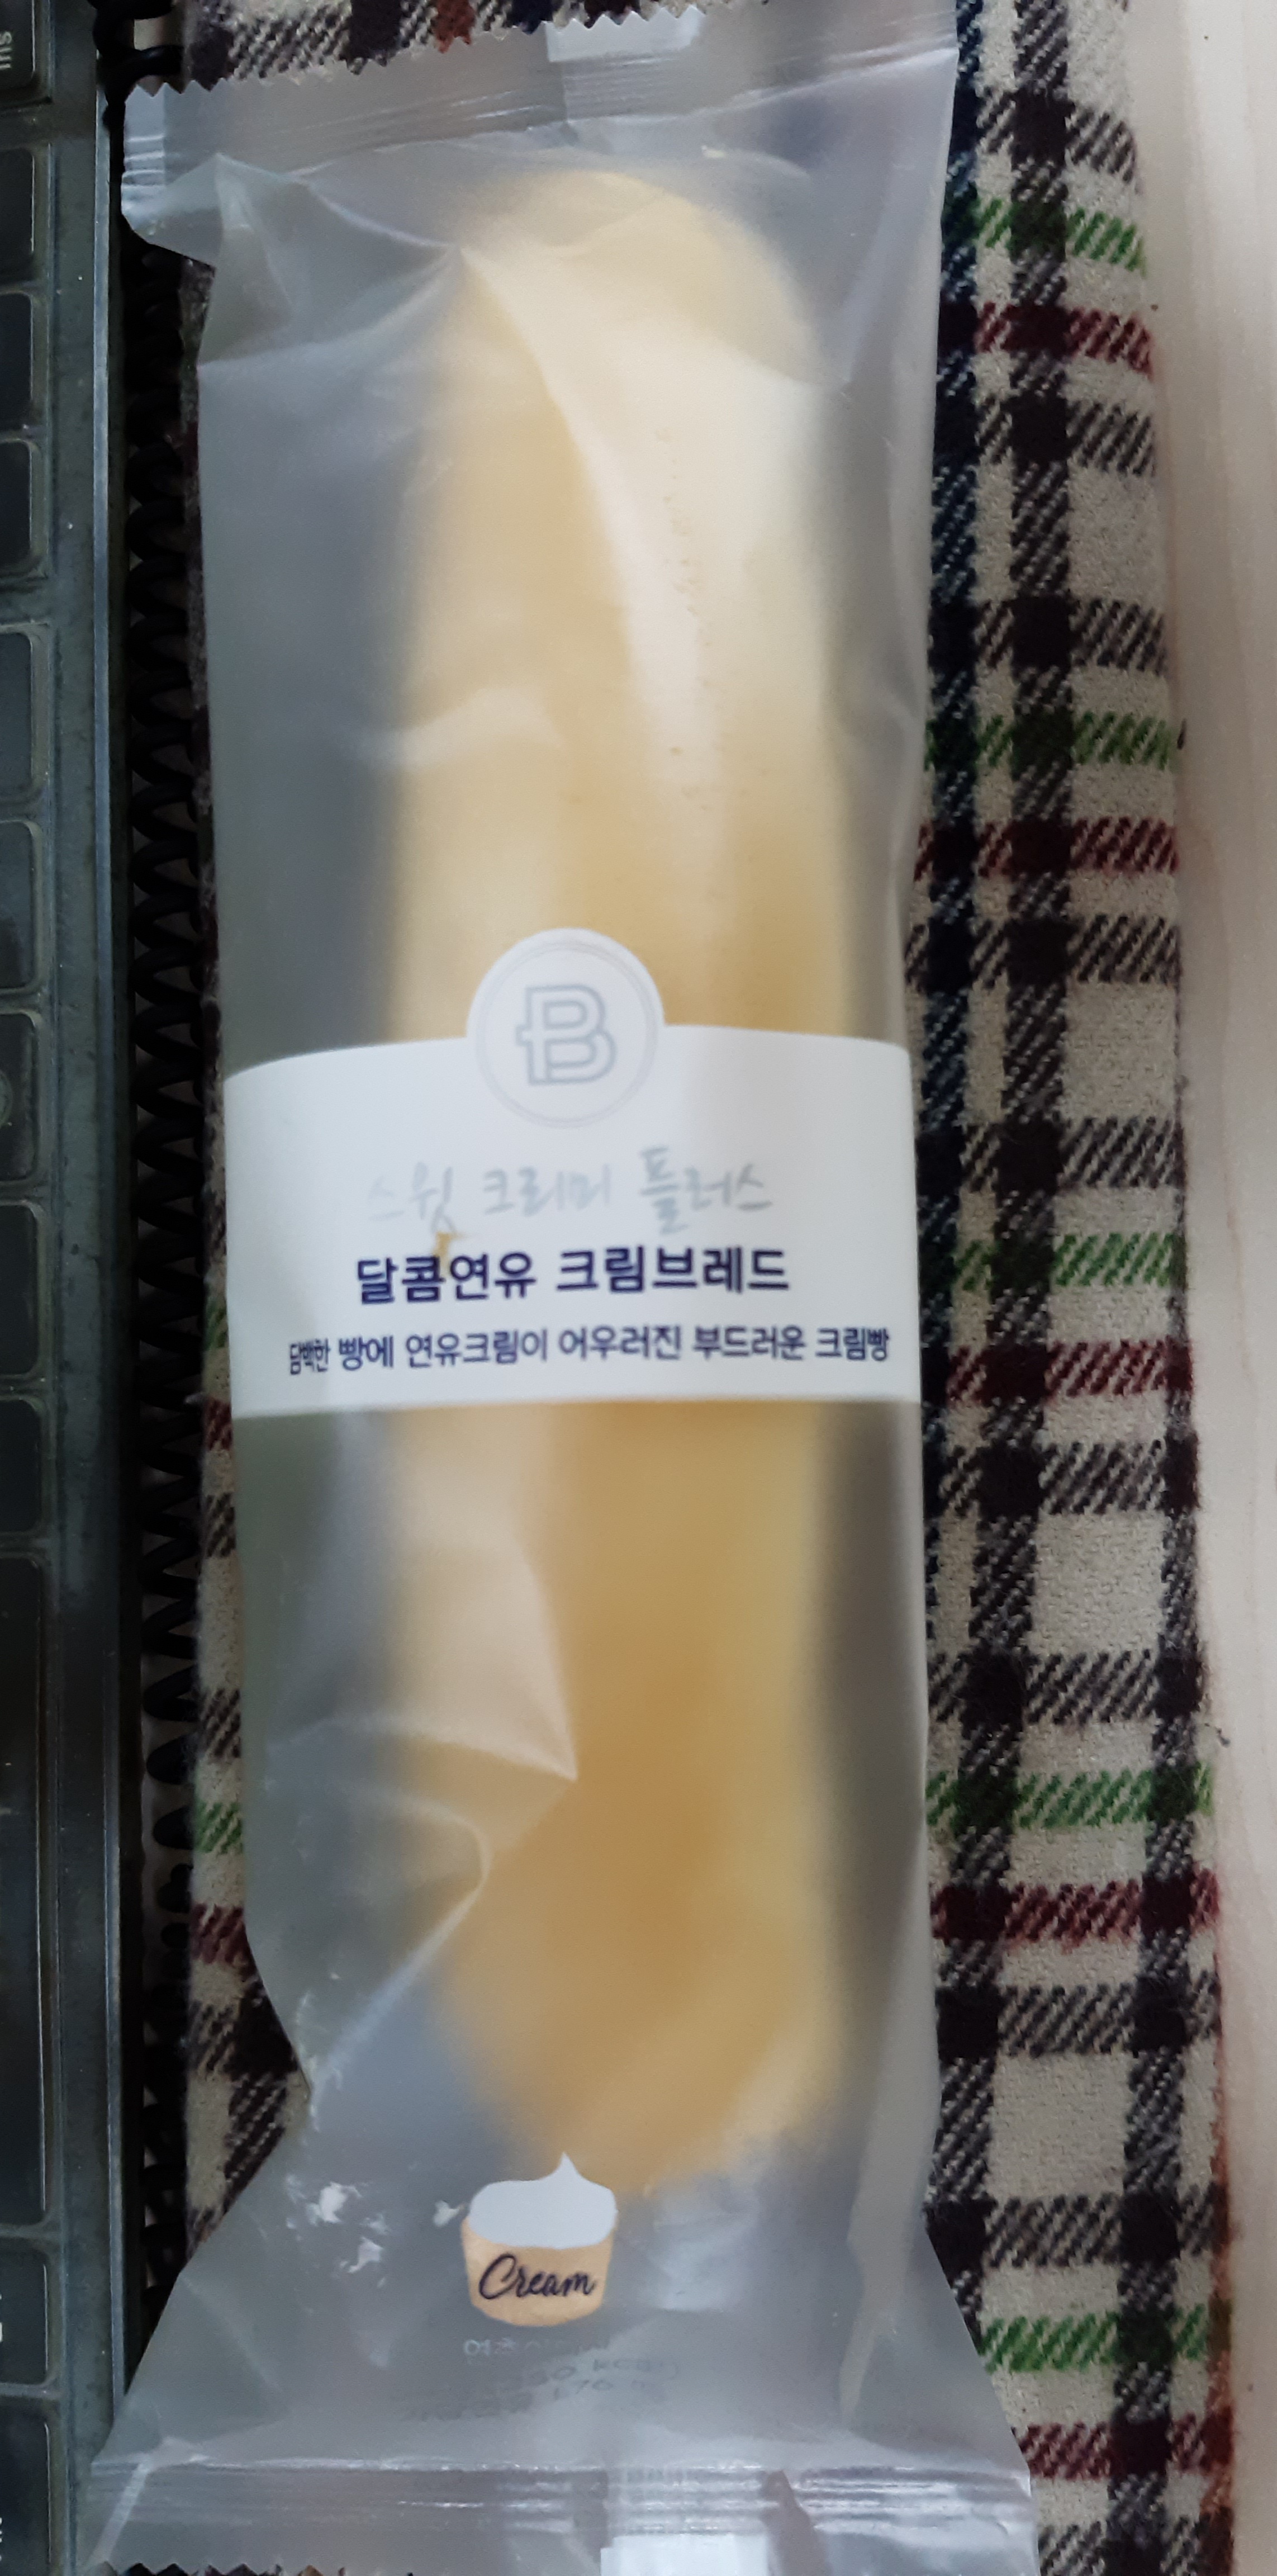 B
스윗 크리미 플러스
달콤연유 크림브레드
담백한 빵에 연유크림이 어우러진 부드러운 크림빵
Cream